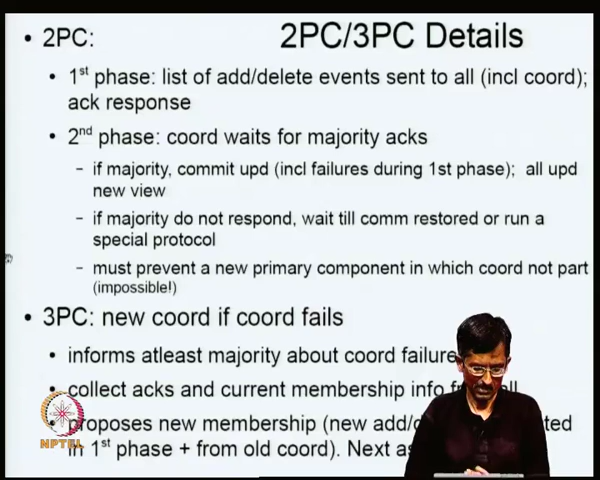 2PC/3PC Details
• 2PC:
• 1st phase: list of add/delete events sent to all (incl coord);
ack response
• 2nd phase: coord waits for majority acks
- if majority, commit upd (incl failures during 1st phase); all upd
new view
- if majority do not respond, wait till comm restored or run a
special protocol
- must prevent a new primary component in which coord not part
(impossible!)
• 3PC: new coord if coord fails
• informs atleast majority about coord failure
• collect acks and current membership info
proposes new membership (new
in 1st phase + from old coord). Next
NPTEL